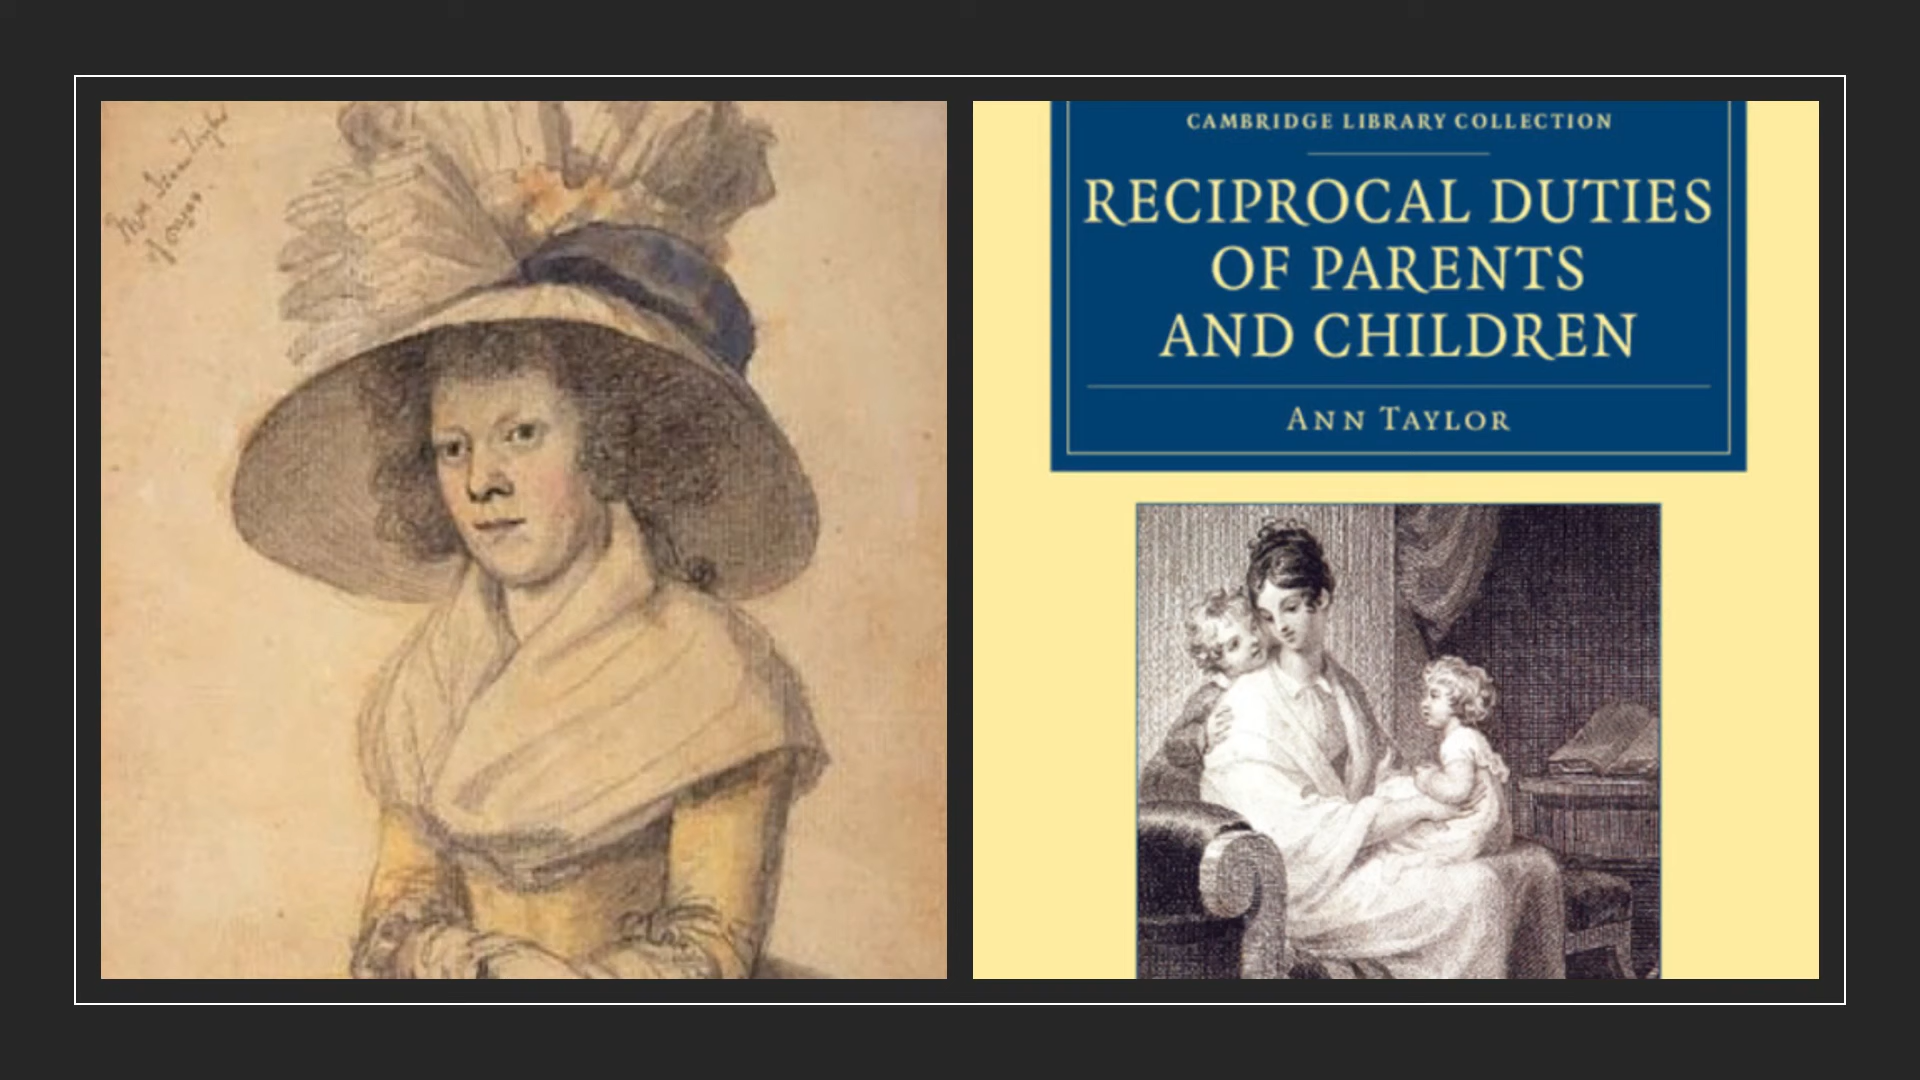 CAMBRIDGE LIBRARY COLLECTION
RECIPROCAL DUTIES
OF PARENTS
AND CHILDREN
ANN TAYLOR